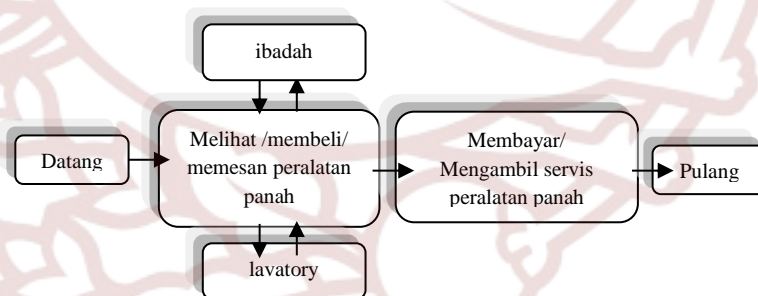 ibadah
Datang
Melihat /membeli/
memesan peralatan
panah
Membayar/
Mengambil servis
peralatan panah
Pulang
lavatory